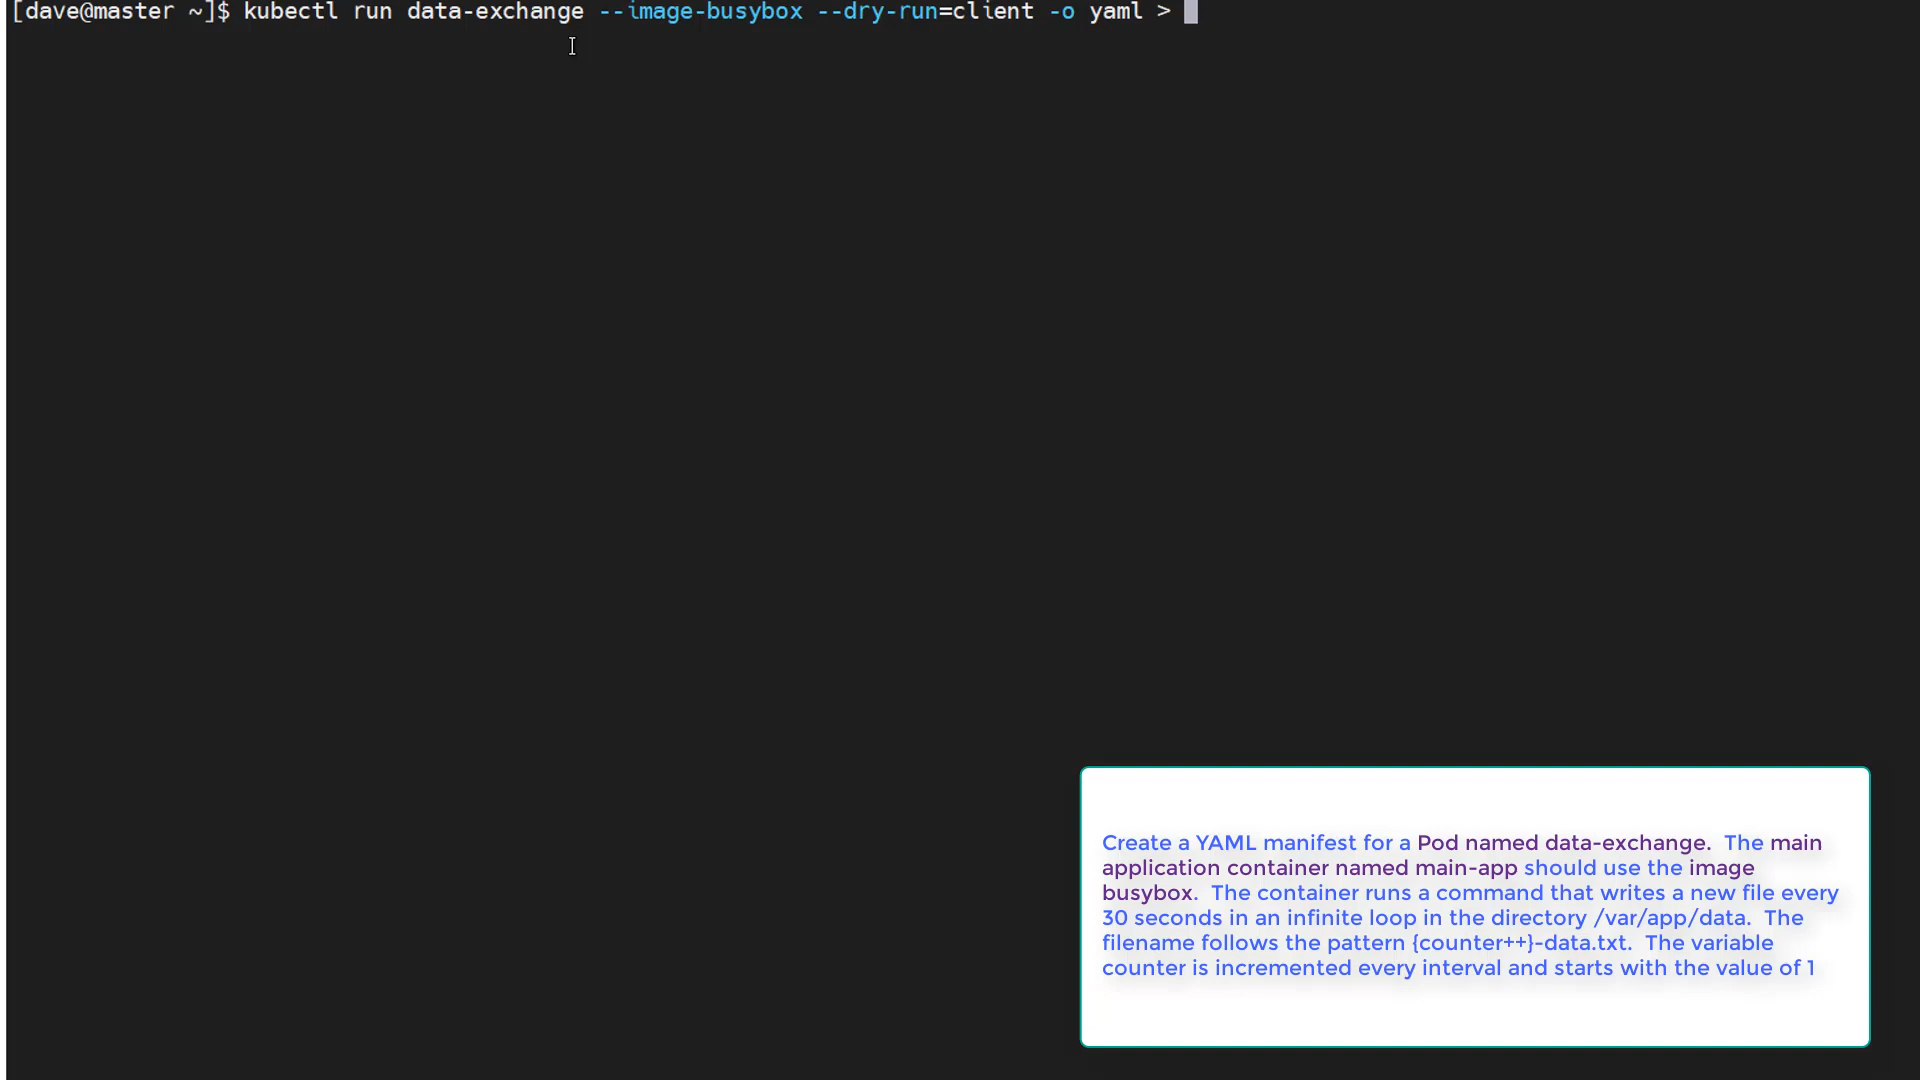 [dave@master ~]$ kubectl run data-exchange --image-busybox --dry-run=client -o yaml >
Create a YAML manifest for a Pod named data-exchange. The main
application container named main-app should use the image
busybox. The container runs a command that writes a new file every
30 seconds in an infinite loop in the directory /var/app/data. The
filename follows the pattern {counter++}-data.txt. The variable
counter is incremented every interval and starts with the value of 1